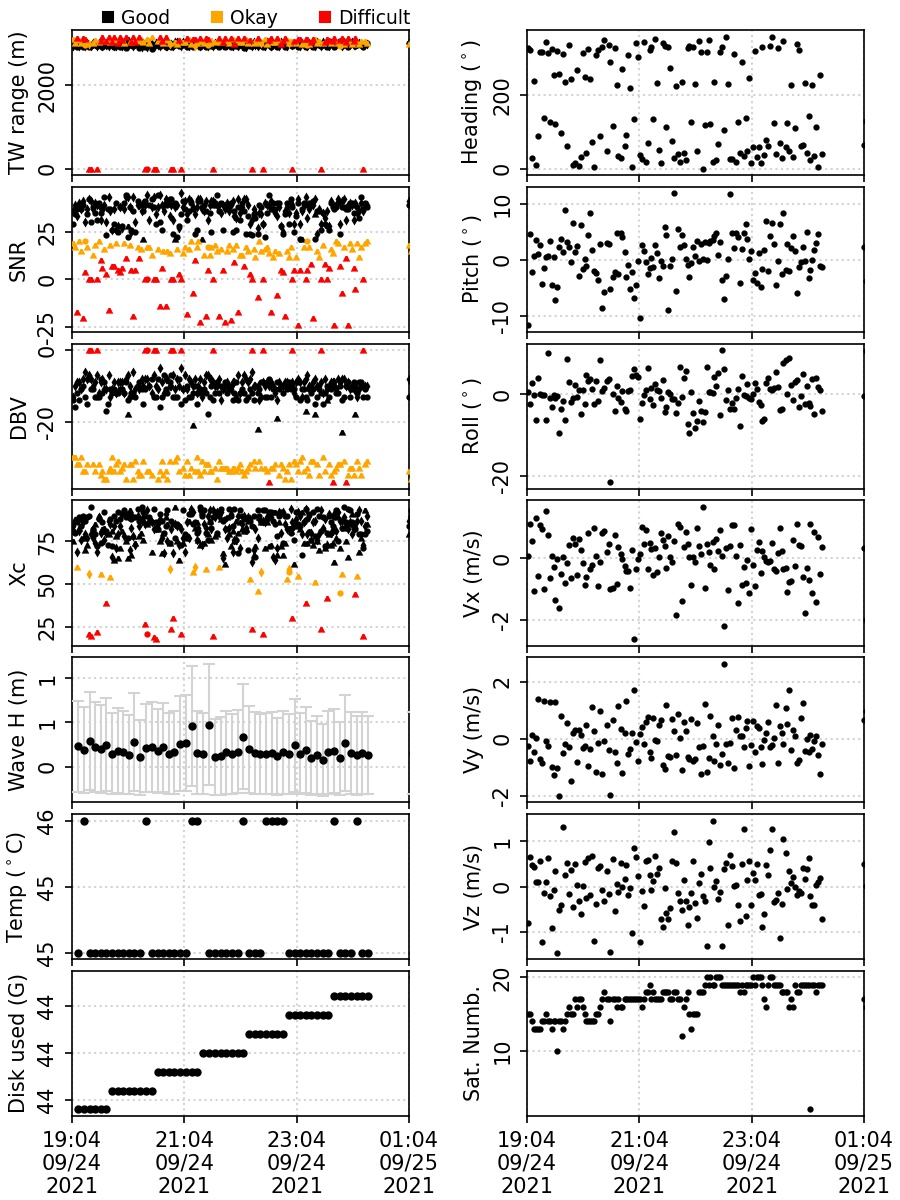 Good Okay Difficult
TW range (m)
2000
0
Heading (°)
200
0
SNR
25
0
-25
Pitch (°)
10
0
-10
DBV
0
-20
Roll (°)
0
-20
Xc
75
50
25
Vx (m/s)
0
-2
Wave H (m)
1
1
0
Vy (m/s)
2
0
-2
Temp (°C)
46
45
45
Vz (m/s)
1
0
-1
Disk used (G)
44
44
44
Sat. Numb.
20
10
19:04 21:04 23:04 01:04
09/24 09/24 09/24 09/25
2021 2021 2021 2021
19:04 21:04 23:04 01:04
09/24 09/24 09/24 09/25
2021 2021 2021 2021